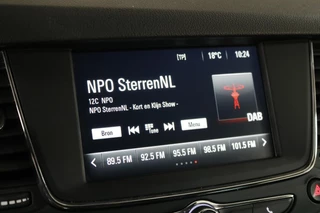 [TP] 18°C 10:24
NPO SterrenNL
12C NPO
NPO SterrenNL - Kort en Klijn Show -
DAB
Bron Tune Menu
89.5 FM 92.5 FM 95.5 FM 98.5 FM 101.5 FM